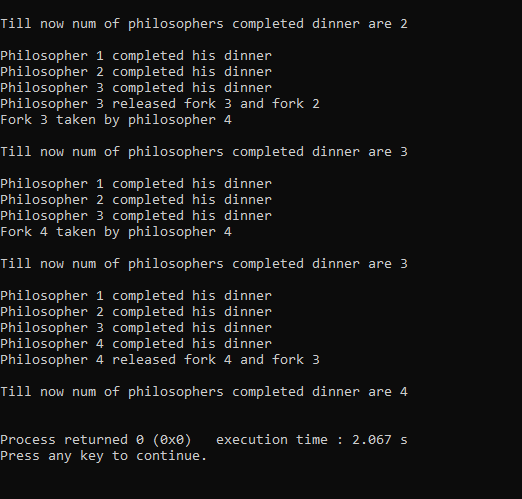 Till now num of philosophers completed dinner are 2
Philosopher 1 completed his dinner
Philosopher 2 completed his dinner
Philosopher 3 completed his dinner
Philosopher 3 released fork 3 and fork 2
Fork 3 taken by philosopher 4
Till now num of philosophers completed dinner are 3
Philosopher 1 completed his dinner
Philosopher 2 completed his dinner
Philosopher 3 completed his dinner
Fork 4 taken by philosopher 4
Till now num of philosophers completed dinner are 3
Philosopher 1 completed his dinner
Philosopher 2 completed his dinner
Philosopher 3 completed his dinner
Philosopher 4 completed his dinner
Philosopher 4 released fork 4 and fork 3
Till now num of philosophers completed dinner are 4
Process returned 0 (0x0)   execution time : 2.067 s
Press any key to continue.